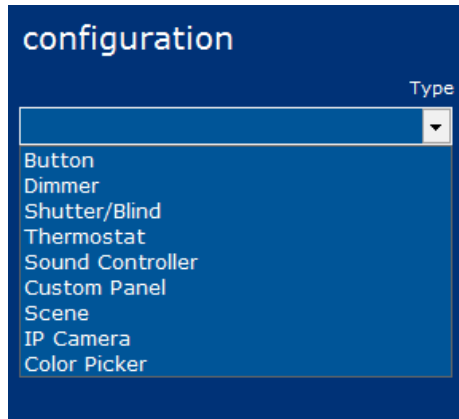 configuration
Type
Button
Dimmer
Shutter/Blind
Thermostat
Sound Controller
Custom Panel
Scene
IP Camera
Color Picker